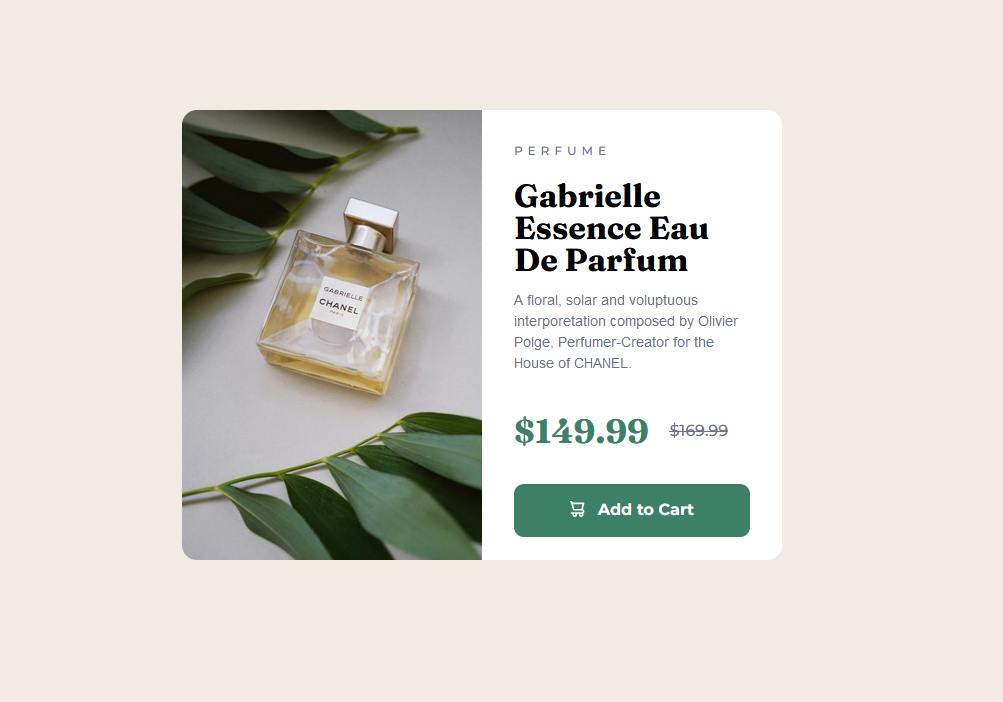 GABRIELLE
CHANEL
PARIS
PERFUME
Gabrielle
Essence Eau
De Parfum
A floral, solar and voluptuous
interporetation composed by Olivier
Polge, Perfumer-Creator for the
House of CHANEL.
$149.99 $169.99
Add to Cart